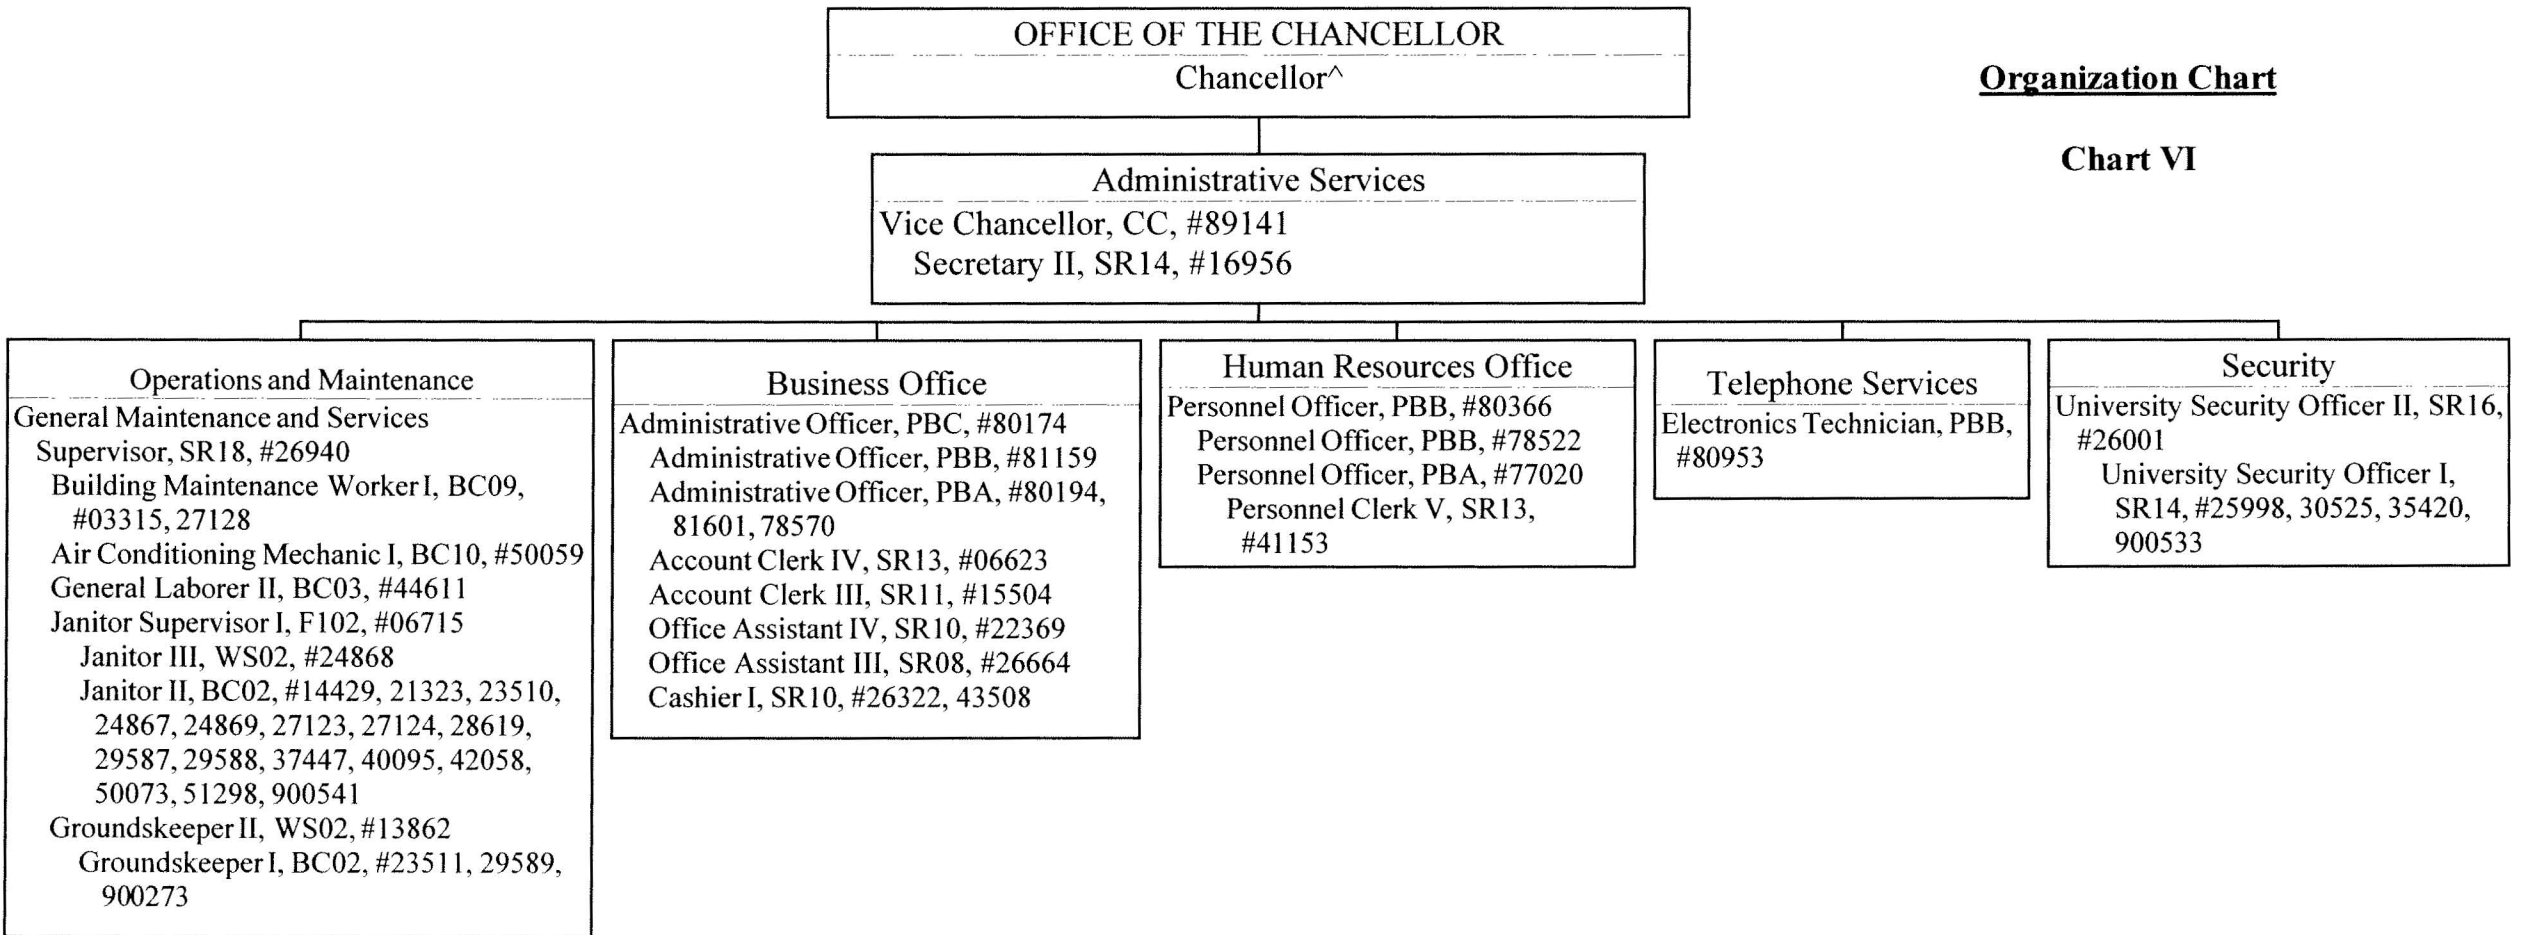 OFFICE OF THE CHANCELLOR
Chancellor^
Organization Chart
Chart VI
Administrative Services
Vice Chancellor, CC, #89141
Secretary II, SR14, #16956
Operations and Maintenance
General Maintenance and Services
Supervisor, SR18, #26940
Building Maintenance Worker I, BC09,
#03315, 27128
Air Conditioning Mechanic I, BC10, #50059
General Laborer II, BC03, #44611
Janitor Supervisor I, F102, #06715
Janitor III, WS02, #24868
Janitor II, BC02, #14429, 21323, 23510,
24867, 24869, 27123, 27124, 28619,
29587, 29588, 37447, 40095, 42058,
50073, 51298, 900541
Groundskeeper II, WS02, #13862
Groundskeeper I, BC02, #23511, 29589,
900273
Business Office
Administrative Officer, PBC, #80174
Administrative Officer, PBB, #81159
Administrative Officer, PBA, #80194,
81601, 78570
Account Clerk IV, SR13, #06623
Account Clerk III, SR11, #15504
Office Assistant IV, SR10, #22369
Office Assistant III, SR08, #26664
Cashier I, SR10, #26322, 43508
Human Resources Office
Personnel Officer, PBB, #80366
Personnel Officer, PBB, #78522
Personnel Officer, PBA, #77020
Personnel Clerk V, SR13,
#41153
Telephone Services
Electronics Technician, PBB,
#80953
Security
University Security Officer II, SR16,
#26001
University Security Officer I,
SR14, #25998, 30525, 35420,
900533